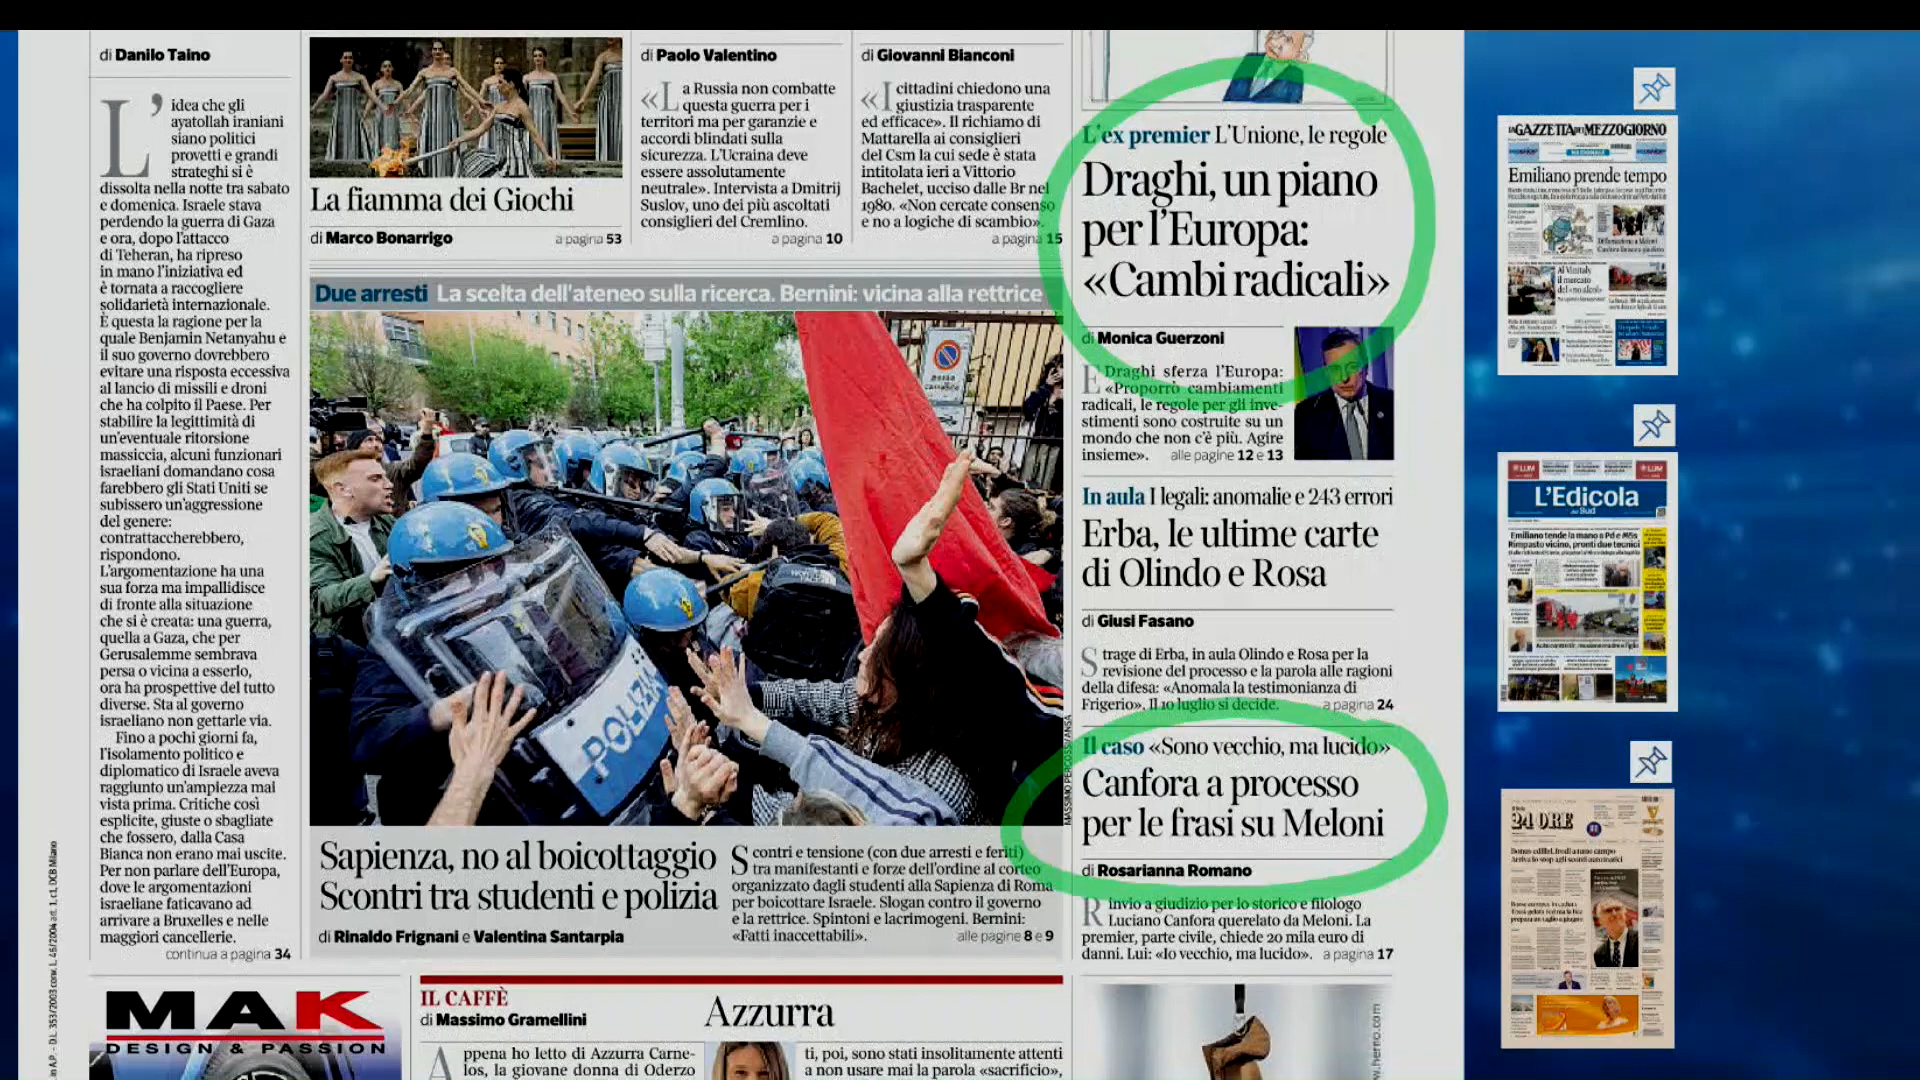 di Danilo Taino
L'idea che gli
ayatollah iraniani
siano politici
provetti e grandi
strateghi si è
dissolta nella notte tra sabato
e domenica. Israele stava
perdendo la guerra di Gaza
e ora, dopo l'attacco
di Teheran, ha ripreso
in mano l'iniziativa ed
è tornata a raccogliere
solidarietà internazionale.
È questa la ragione per la
quale Benjamin Netanyahu e
il suo governo dovrebbero
evitare una risposta eccessiva
al lancio di missili e droni
che ha colpito il Paese. Per
stabilire la legittimità di
un'eventuale ritorsione
massiccia, alcuni funzionari
israeliani domandano cosa
farebbero gli Stati Uniti se
subissero un'aggressione
del genere:
contrattaccherebbero,
rispondono.
L'argomentazione ha una
sua forza ma impallidisce
di fronte alla situazione
che si è creata: una guerra,
quella a Gaza, che per
Gerusalemme sembrava
persa o vicina a esserlo,
ora ha prospettive del tutto
diverse. Sta al governo
israeliano non gettarle via.
Fino a pochi giorni fa,
l'isolamento politico e
diplomatico di Israele aveva
raggiunto un'ampiezza mai
vista prima. Critiche così
esplicite, giuste o sbagliate
che fossero, dalla Casa
Bianca non erano mai uscite.
Per non parlare dell'Europa,
dove le argomentazioni
israeliane faticavano ad
arrivare a Bruxelles e nelle
maggiori cancellerie.
continua a pagina 34
La fiamma dei Giochi
di Marco Bonarrigo
a pagina 53
di Paolo Valentino
«La Russia non combatte
questa guerra per i
territori ma per garanzie e
accordi blindati sulla
sicurezza. L'Ucraina deve
essere assolutamente
neutrale». Intervista a Dmitrij
Suslov, uno dei più ascoltati
consiglieri del Cremlino.
a pagina 10
di Giovanni Bianconi
«I cittadini chiedono una
giustizia trasparente
ed efficace». Il richiamo di
Mattarella ai consiglieri
del Csm la cui sede è stata
intitolata ieri a Vittorio
Bachelet, ucciso dalle Br nel
1980. «Non cercate consenso
e no a logiche di scambio».
a pagina 15
Due arresti La scelta dell'ateneo sulla ricerca. Bernini: vicina alla rettrice
POLIZIA
MASSIMO PERCOSSI / ANSA
Sapienza, no al boicottaggio
Scontri tra studenti e polizia
di Rinaldo Frignani e Valentina Santarpia
Scontri e tensione (con due arresti e feriti)
tra manifestanti e forze dell'ordine al corteo
organizzato dagli studenti alla Sapienza di Roma
per boicottare Israele. Slogan contro il governo
e la rettrice. Spintoni e lacrimogeni. Bernini:
«Fatti inaccettabili».
alle pagine 8 e 9
L'ex premier L'Unione, le regole
Draghi, un piano
per l'Europa:
«Cambi radicali»
di Monica Guerzoni
E Draghi sferza l'Europa:
«Proporrò cambiamenti
radicali, le regole per gli inve-
stimenti sono costruite su un
mondo che non c'è più. Agire
insieme».
alle pagine 12 e 13
In aula I legali: anomalie e 243 errori
Erba, le ultime carte
di Olindo e Rosa
di Giusi Fasano
Strage di Erba, in aula Olindo e Rosa per la
revisione del processo e la parola alle ragioni
della difesa: «Anomala la testimonianza di
Frigerio». Il 10 luglio si decide.
a pagina 24
Il caso «Sono vecchio, ma lucido»
Canfora a processo
per le frasi su Meloni
di Rosarianna Romano
Rinvio a giudizio per lo storico e filologo
Luciano Canfora querelato da Meloni. La
premier, parte civile, chiede 20 mila euro di
danni. Lui: «Io vecchio, ma lucido».
a pagina 17
MAK
DESIGN & PASSION
IL CAFFÈ
di Massimo Gramellini
Azzurra
Appena ho letto di Azzurra Carne-
los, la giovane donna di Oderzo
ti, poi, sono stati insolitamente attenti
a non usare mai la parola «sacrificio»,
LA GAZZETTA DEL MEZZOGIORNO
Emiliano prende tempo
Al Vinitaly
il mercato
del «no alcol»
L'Edicola
del Sud
Emiliano tende la mano a Pd e M5s
Rimpasto vicino, pronti due tecnici
24 ORE